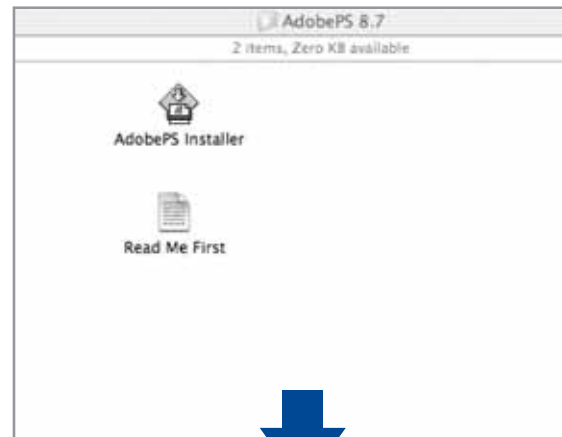 AdobePS 8.7
2 items, Zero KB available
AdobePS Installer
Read Me First